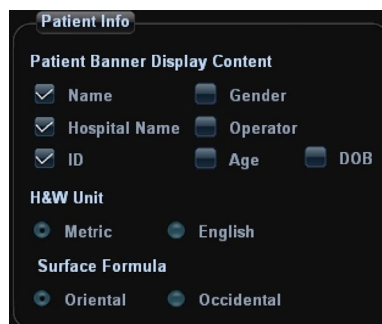 Patient Info
Patient Banner Display Content
Name Gender
Hospital Name Operator
ID Age DOB
H&W Unit
Metric English
Surface Formula
Oriental Occidental